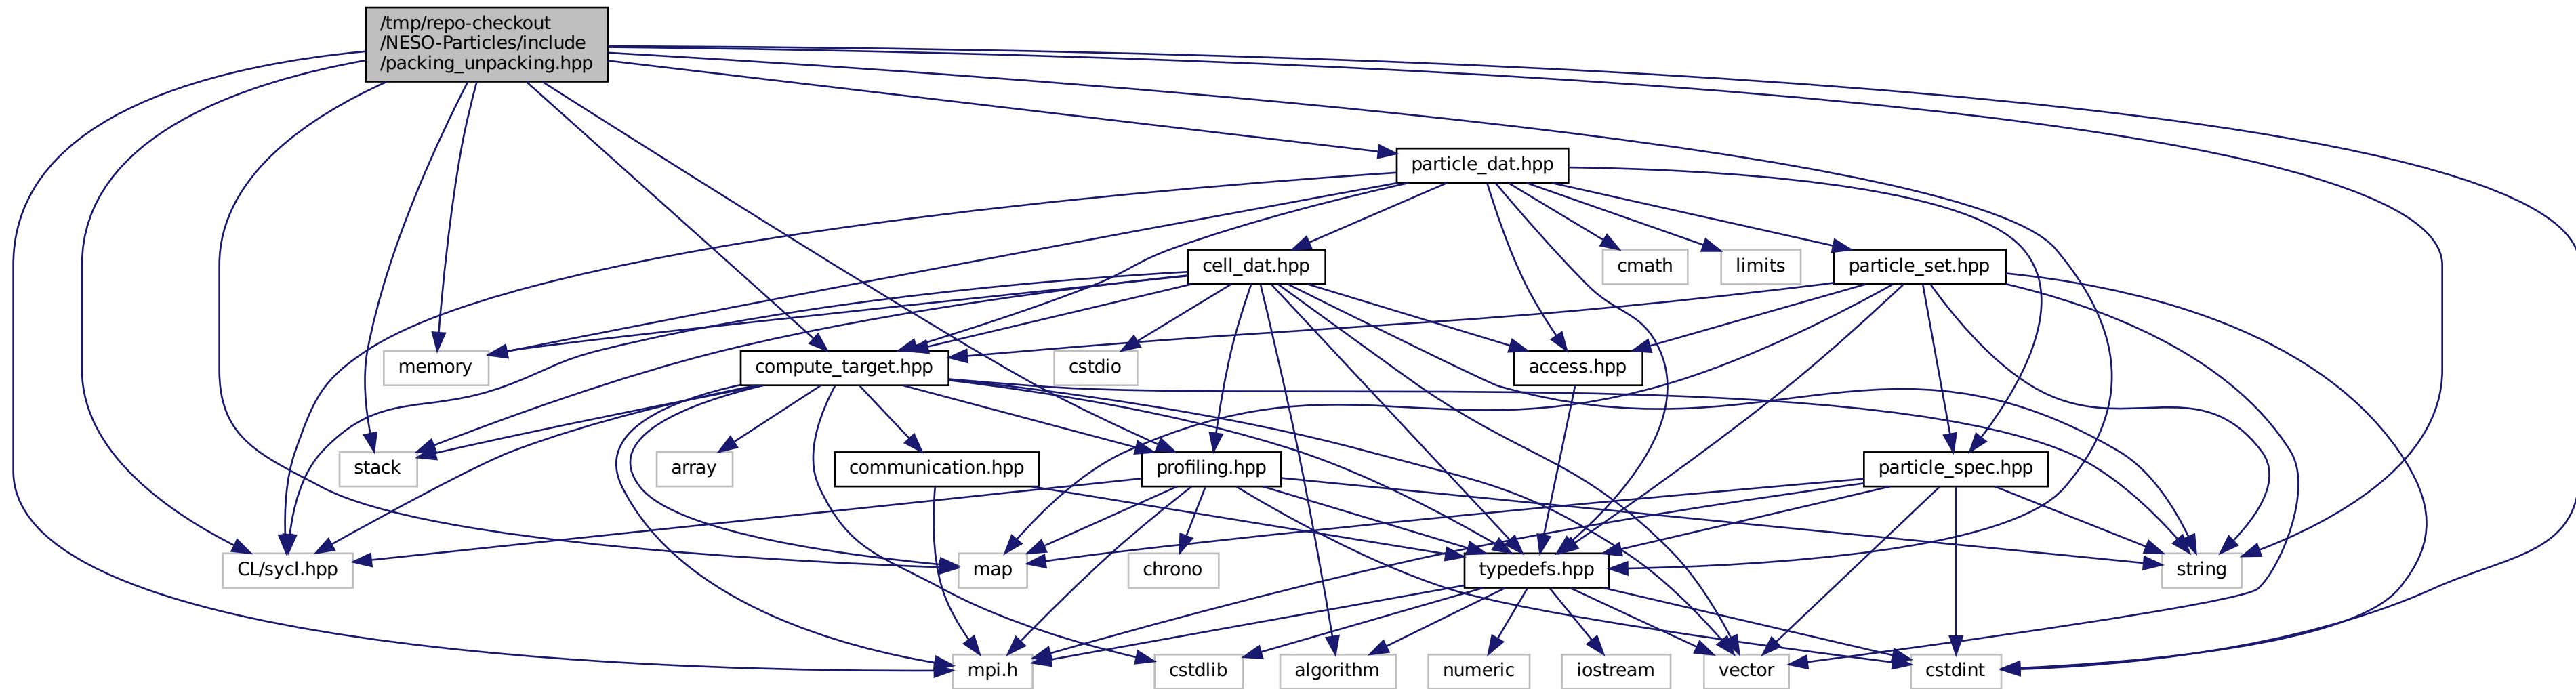 /tmp/repo-checkout
/NESO-Particles/include
/packing_unpacking.hpp
particle_dat.hpp
cell_dat.hpp
cmath
limits
particle_set.hpp
memory
compute_target.hpp
cstdio
access.hpp
stack
array
communication.hpp
profiling.hpp
particle_spec.hpp
CL/sycl.hpp
map
chrono
typedefs.hpp
string
mpi.h
cstdlib
algorithm
numeric
iostream
vector
cstdint